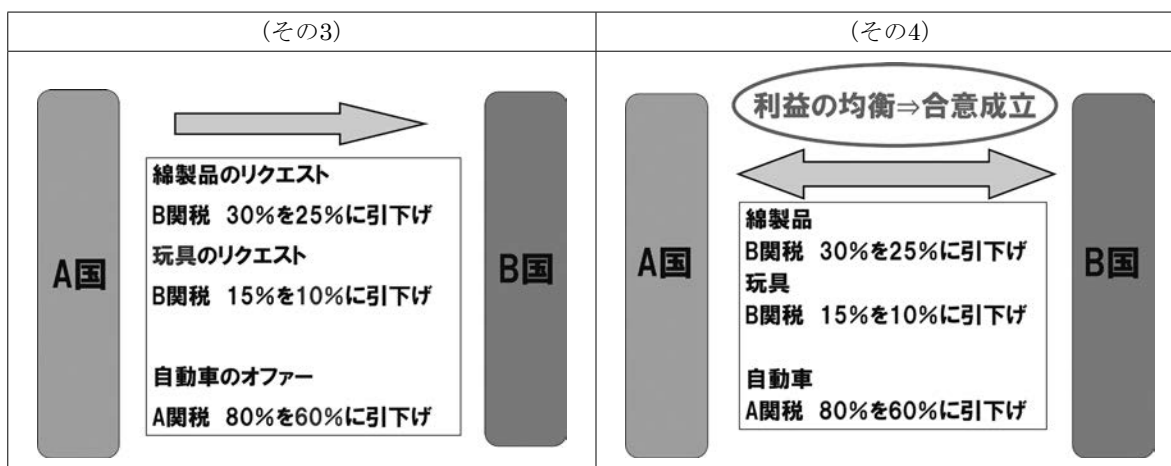 (その3)
A国
綿製品のリクエスト
B関税 30%を25%に引下げ
玩具のリクエスト
B関税 15%を10%に引下げ
自動車のオファー
A関税 80%を60%に引下げ
B国
(その4)
利益の均衡⇒合意成立
A国
綿製品
B関税 30%を25%に引下げ
玩具
B関税 15%を10%に引下げ
自動車
A関税 80%を60%に引下げ
B国